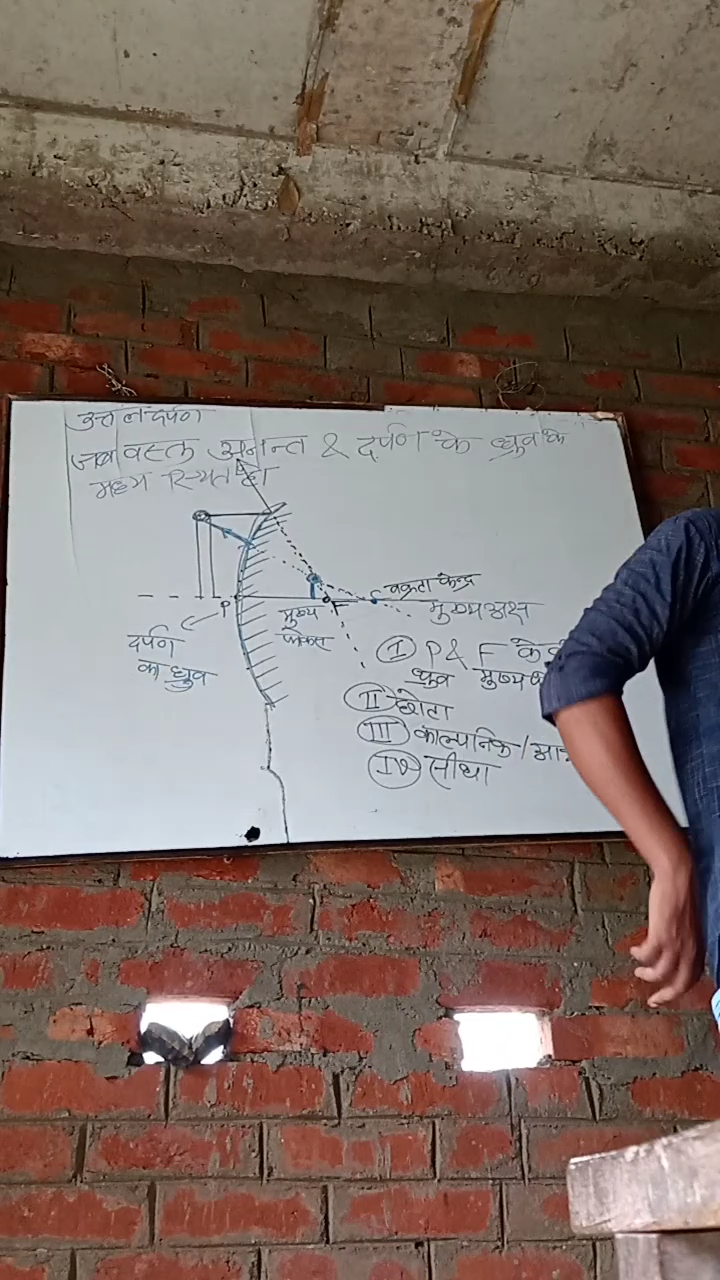 उत्तल दर्पण
जब वस्तु अनन्त & दर्पण के ध्रुव के
मध्य स्थित हो
P
F
C
वक्रता केन्द्र
मुख्य अक्ष
मुख्य
फोकस
दर्पण
का ध्रुव
I P & F के
ध्रुव मुख्य
II छोटा
III काल्पनिक /
IV सीधा